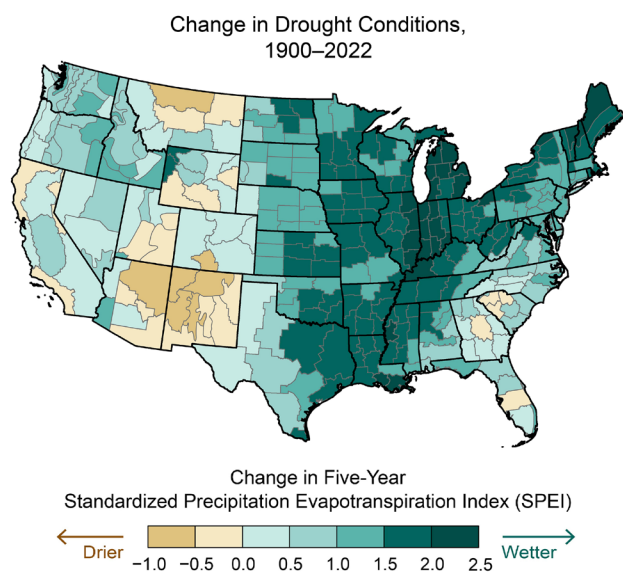 Change in Drought Conditions,
1900–2022
Change in Five-Year
Standardized Precipitation Evapotranspiration Index (SPEI)
Drier
Wetter
−1.0 −0.5 0.0 0.5 1.0 1.5 2.0 2.5